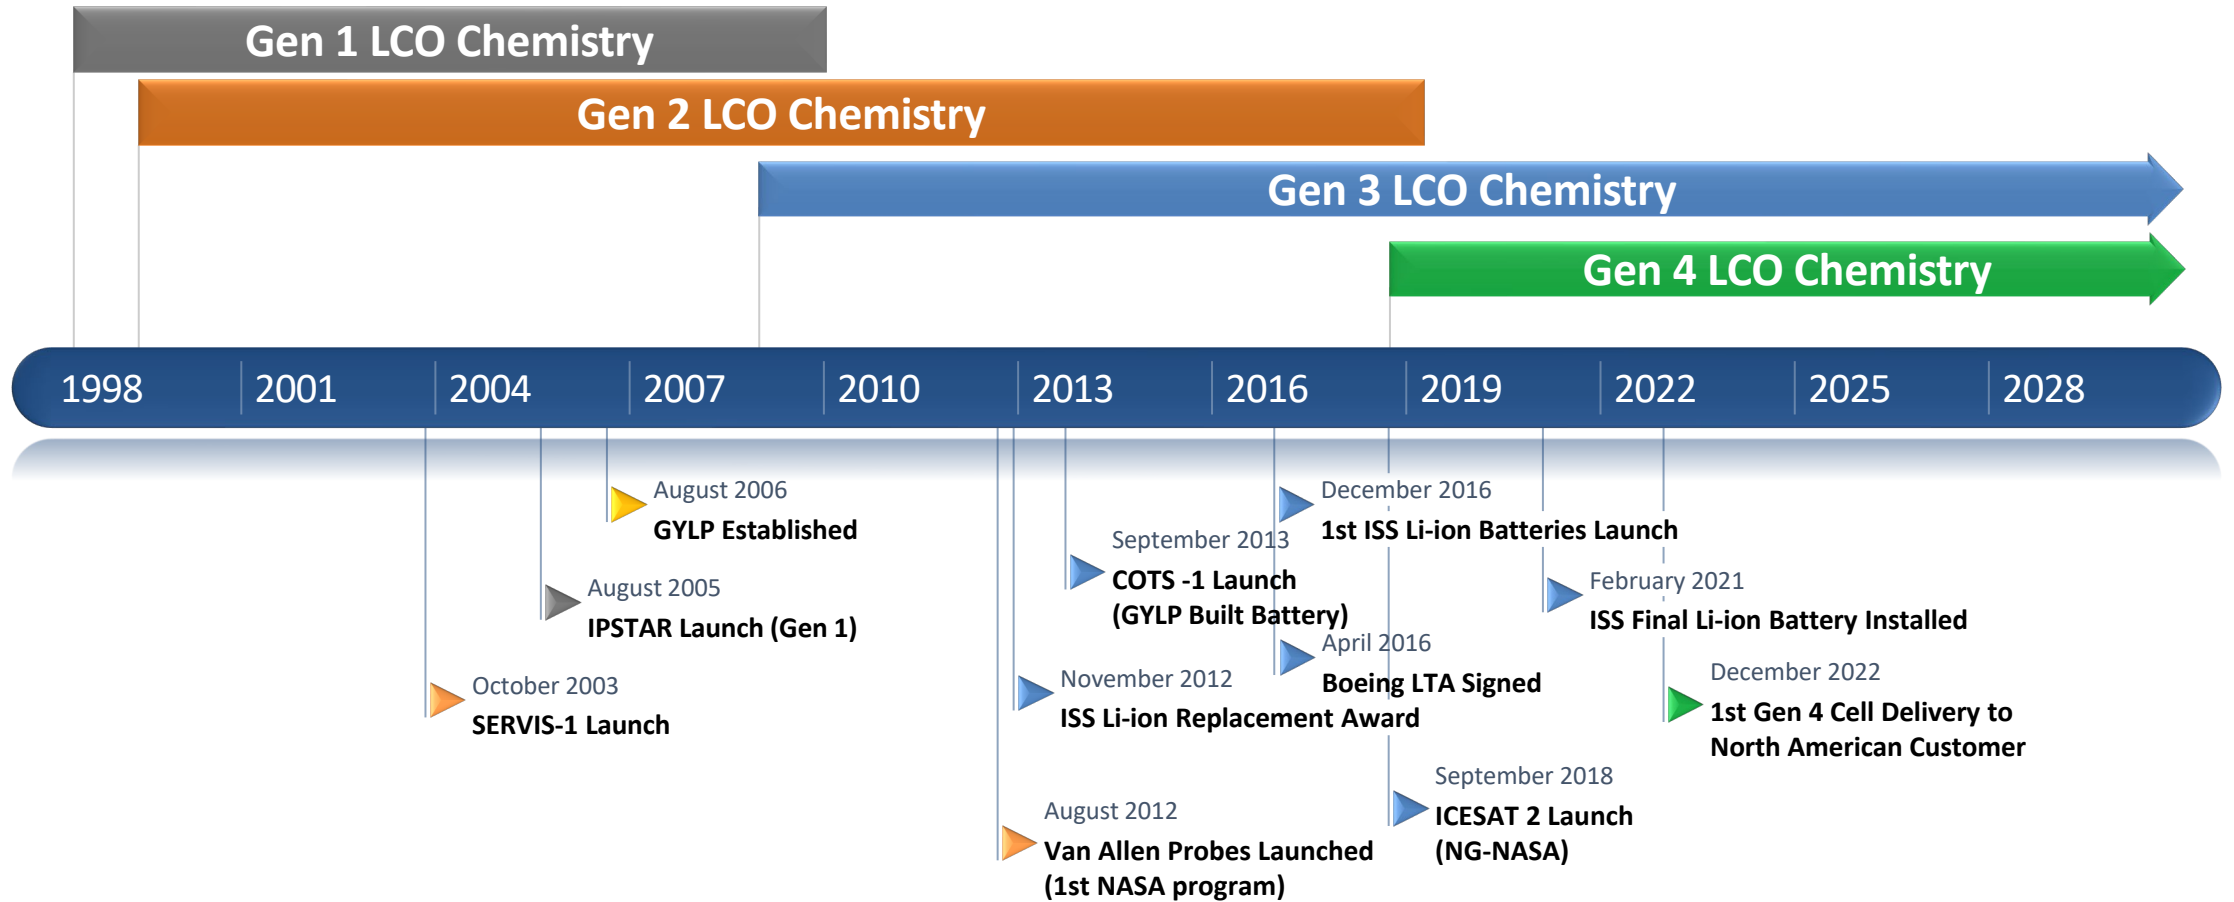 Gen 1 LCO Chemistry
Gen 2 LCO Chemistry
Gen 3 LCO Chemistry
Gen 4 LCO Chemistry
1998 2001 2004 2007 2010 2013 2016 2019 2022 2025 2028
August 2006
GYLP Established
August 2005
IPSTAR Launch (Gen 1)
October 2003
SERVIS-1 Launch
December 2016
1st ISS Li-ion Batteries Launch
September 2013
COTS -1 Launch
(GYLP Built Battery)
April 2016
Boeing LTA Signed
November 2012
ISS Li-ion Replacement Award
August 2012
Van Allen Probes Launched
(1st NASA program)
February 2021
ISS Final Li-ion Battery Installed
December 2022
1st Gen 4 Cell Delivery to
North American Customer
September 2018
ICESAT 2 Launch
(NG-NASA)